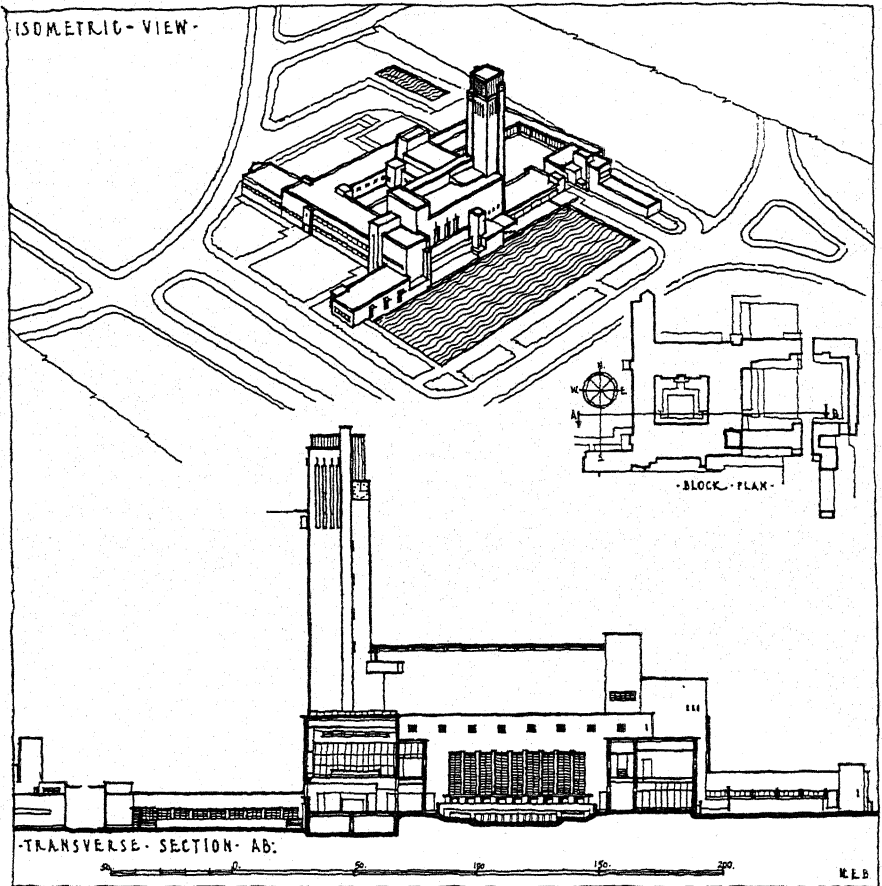 ·ISOMETRIC-VIEW-
N.
W. E.
A B.
S
-BLOCK-PLAN-
-TRANSVERSE-SECTION-AB:
50. 0. 50. 100 150. 200.
K.E.B